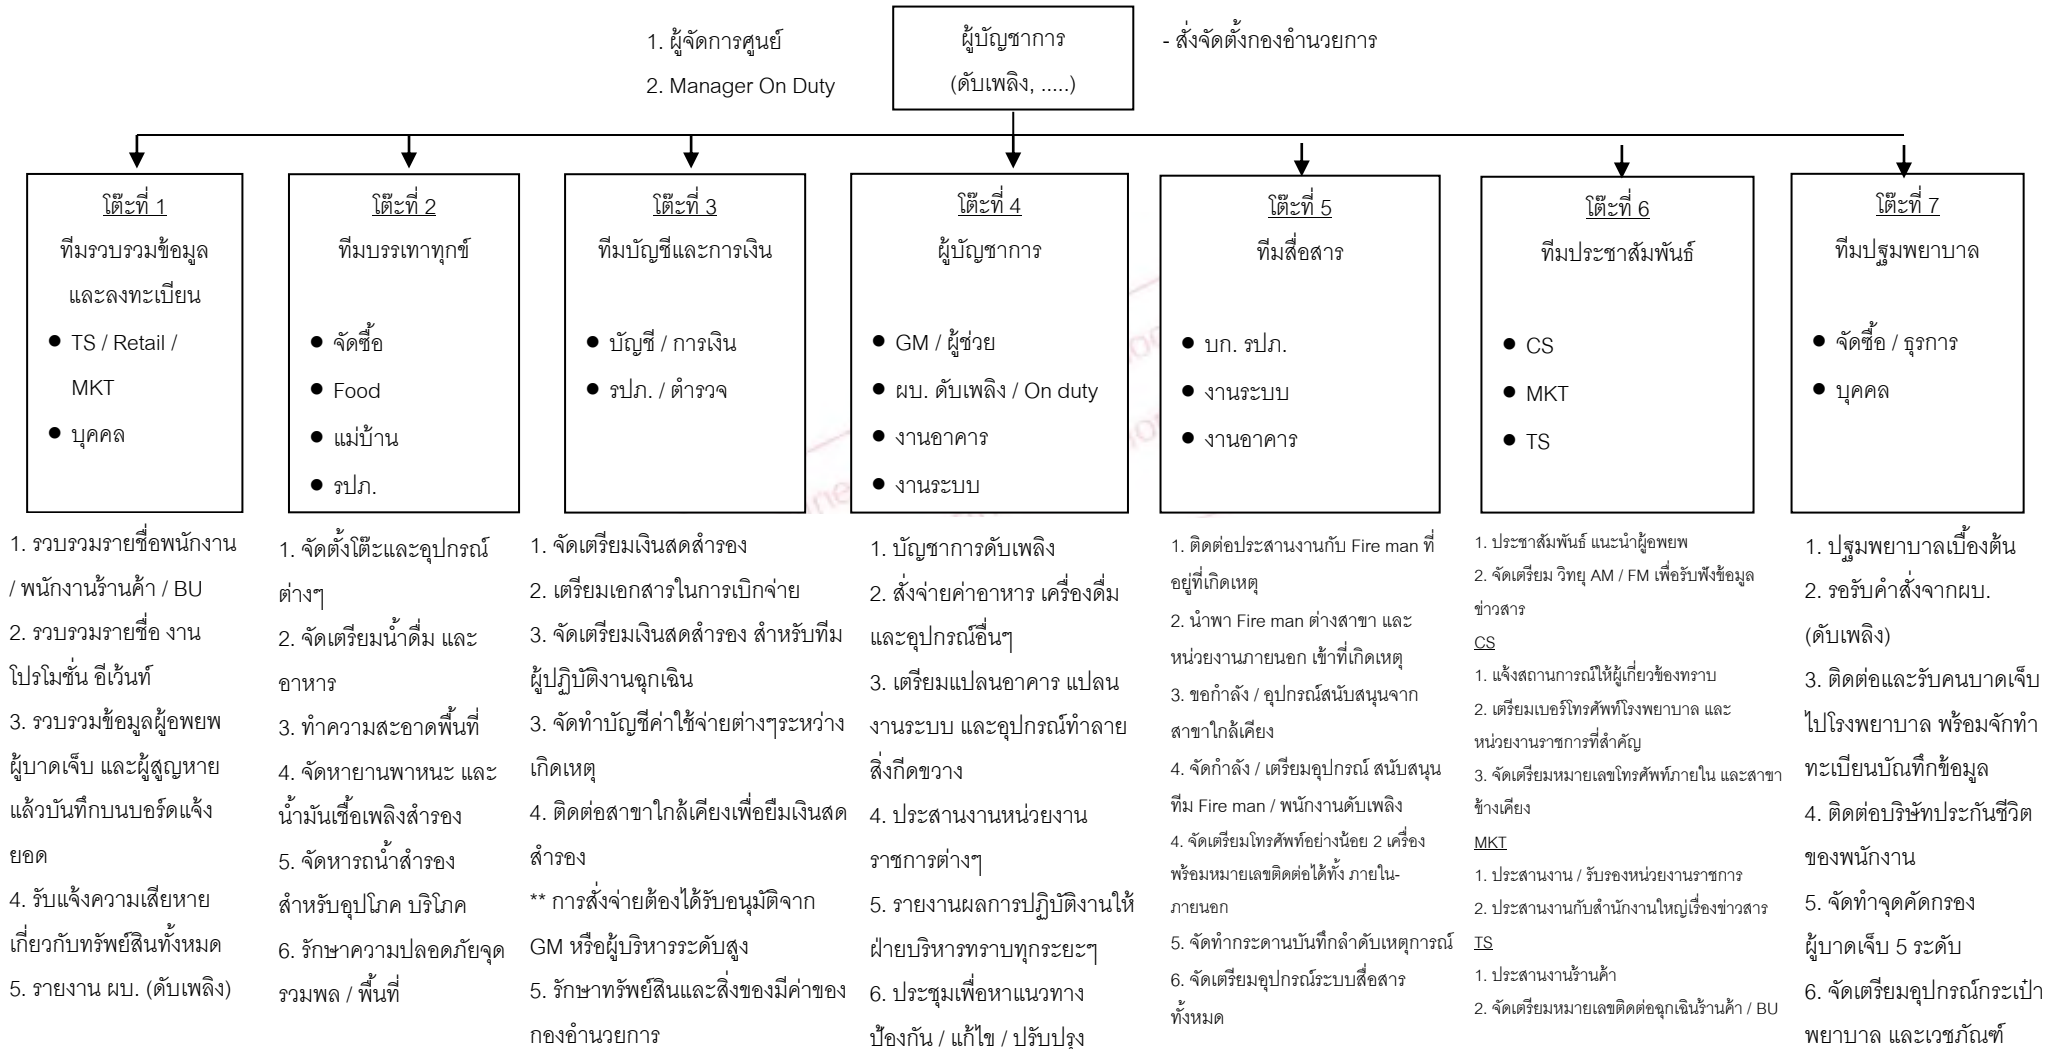 1. ผู้จัดการศูนย์
2. Manager On Duty
ผู้บัญชาการ
(ดับเพลิง, .....)
- สั่งจัดตั้งกองอำนวยการ
โต๊ะที่ 1
ทีมรวบรวมข้อมูล
และลงทะเบียน
● TS / Retail /
MKT
● บุคคล
โต๊ะที่ 2
ทีมบรรเทาทุกข์
● จัดซื้อ
● Food
● แม่บ้าน
● รปภ.
โต๊ะที่ 3
ทีมบัญชีและการเงิน
● บัญชี / การเงิน
● รปภ. / ตำรวจ
โต๊ะที่ 4
ผู้บัญชาการ
● GM / ผู้ช่วย
● ผบ. ดับเพลิง / On duty
● งานอาคาร
● งานระบบ
โต๊ะที่ 5
ทีมสื่อสาร
● บก. รปภ.
● งานระบบ
● งานอาคาร
โต๊ะที่ 6
ทีมประชาสัมพันธ์
● CS
● MKT
● TS
โต๊ะที่ 7
ทีมปฐมพยาบาล
● จัดซื้อ / ธุรการ
● บุคคล
1. รวบรวมรายชื่อพนักงาน
/ พนักงานร้านค้า / BU
2. รวบรวมรายชื่อ งาน
โปรโมชั่น อีเว้นท์
3. รวบรวมข้อมูลผู้อพยพ
ผู้บาดเจ็บ และผู้สูญหาย
แล้วบันทึกบนบอร์ดแจ้ง
ยอด
4. รับแจ้งความเสียหาย
เกี่ยวกับทรัพย์สินทั้งหมด
5. รายงาน ผบ. (ดับเพลิง)
1. จัดตั้งโต๊ะและอุปกรณ์
ต่างๆ
2. จัดเตรียมน้ำดื่ม และ
อาหาร
3. ทำความสะอาดพื้นที่
4. จัดหายานพาหนะ และ
น้ำมันเชื้อเพลิงสำรอง
5. จัดหารถน้ำสำรอง
สำหรับอุปโภค บริโภค
6. รักษาความปลอดภัยจุด
รวมพล / พื้นที่
1. จัดเตรียมเงินสดสำรอง
2. เตรียมเอกสารในการเบิกจ่าย
3. จัดเตรียมเงินสดสำรอง สำหรับทีม
ผู้ปฏิบัติงานฉุกเฉิน
3. จัดทำบัญชีค่าใช้จ่ายต่างๆระหว่าง
เกิดเหตุ
4. ติดต่อสาขาใกล้เคียงเพื่อยืมเงินสด
สำรอง
** การสั่งจ่ายต้องได้รับอนุมัติจาก
GM หรือผู้บริหารระดับสูง
5. รักษาทรัพย์สินและสิ่งของมีค่าของ
กองอำนวยการ
1. บัญชาการดับเพลิง
2. สั่งจ่ายค่าอาหาร เครื่องดื่ม
และอุปกรณ์อื่นๆ
3. เตรียมแปลนอาคาร แปลน
งานระบบ และอุปกรณ์ทำลาย
สิ่งกีดขวาง
4. ประสานงานหน่วยงาน
ราชการต่างๆ
5. รายงานผลการปฏิบัติงานให้
ฝ่ายบริหารทราบทุกระยะๆ
6. ประชุมเพื่อหาแนวทาง
ป้องกัน / แก้ไข / ปรับปรุง
1. ติดต่อประสานงานกับ Fire man ที่
อยู่ที่เกิดเหตุ
2. นำพา Fire man ต่างสาขา และ
หน่วยงานภายนอก เข้าที่เกิดเหตุ
3. ขอกำลัง / อุปกรณ์สนับสนุนจาก
สาขาใกล้เคียง
4. จัดกำลัง / เตรียมอุปกรณ์ สนับสนุน
ทีม Fire man / พนักงานดับเพลิง
4. จัดเตรียมโทรศัพท์อย่างน้อย 2 เครื่อง
พร้อมหมายเลขติดต่อได้ทั้ง ภายใน-
ภายนอก
5. จัดทำกระดานบันทึกลำดับเหตุการณ์
6. จัดเตรียมอุปกรณ์ระบบสื่อสาร
ทั้งหมด
1. ประชาสัมพันธ์ แนะนำผู้อพยพ
2. จัดเตรียม วิทยุ AM / FM เพื่อรับฟังข้อมูล
ข่าวสาร
CS
1. แจ้งสถานการณ์ให้ผู้เกี่ยวข้องทราบ
2. เตรียมเบอร์โทรศัพท์โรงพยาบาล และ
หน่วยงานราชการที่สำคัญ
3. จัดเตรียมหมายเลขโทรศัพท์ภายใน และสาขา
ข้างเคียง
MKT
1. ประสานงาน / รับรองหน่วยงานราชการ
2. ประสานงานกับสำนักงานใหญ่เรื่องข่าวสาร
TS
1. ประสานงานร้านค้า
2. จัดเตรียมหมายเลขติดต่อฉุกเฉินร้านค้า / BU
1. ปฐมพยาบาลเบื้องต้น
2. รอรับคำสั่งจากผบ.
(ดับเพลิง)
3. ติดต่อและรับคนบาดเจ็บ
ไปโรงพยาบาล พร้อมจักทำ
ทะเบียนบัณทึกข้อมูล
4. ติดต่อบริษัทประกันชีวิต
ของพนักงาน
5. จัดทำจุดคัดกรอง
ผู้บาดเจ็บ 5 ระดับ
6. จัดเตรียมอุปกรณ์กระเป๋า
พยาบาล และเวชภัณฑ์